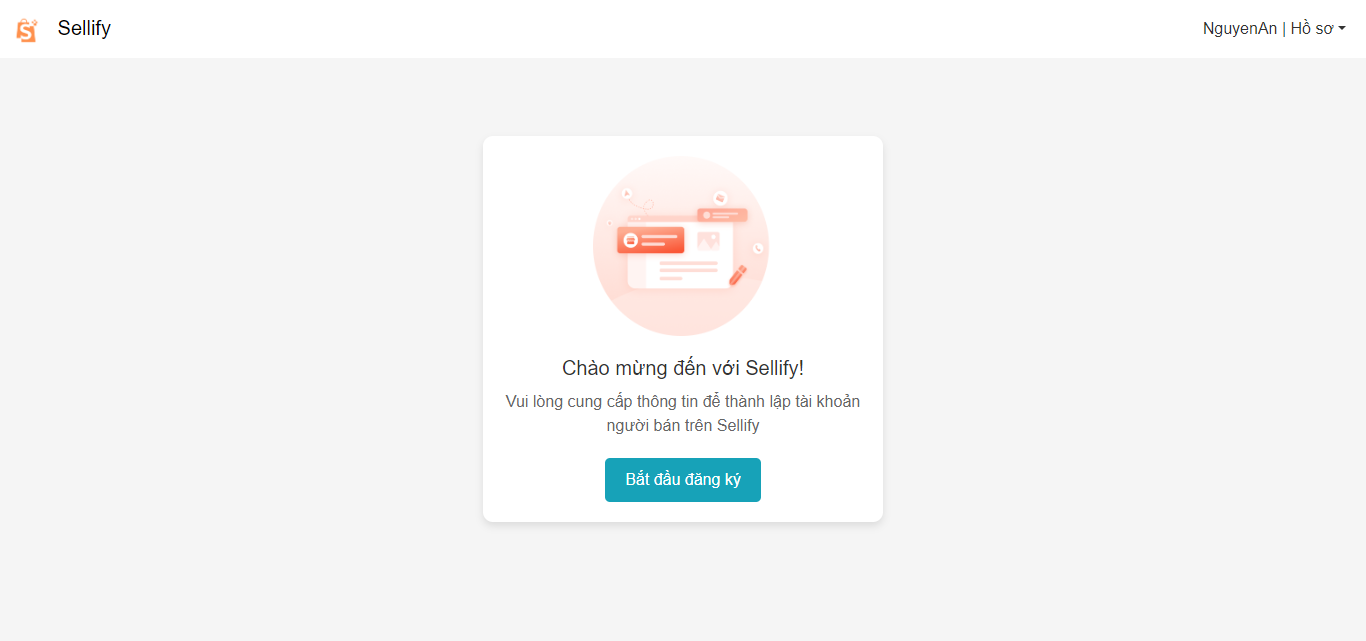 Sellify
NguyenAn | Hồ sơ
Chào mừng đến với Sellify!
Vui lòng cung cấp thông tin để thành lập tài khoản
người bán trên Sellify
Bắt đầu đăng ký